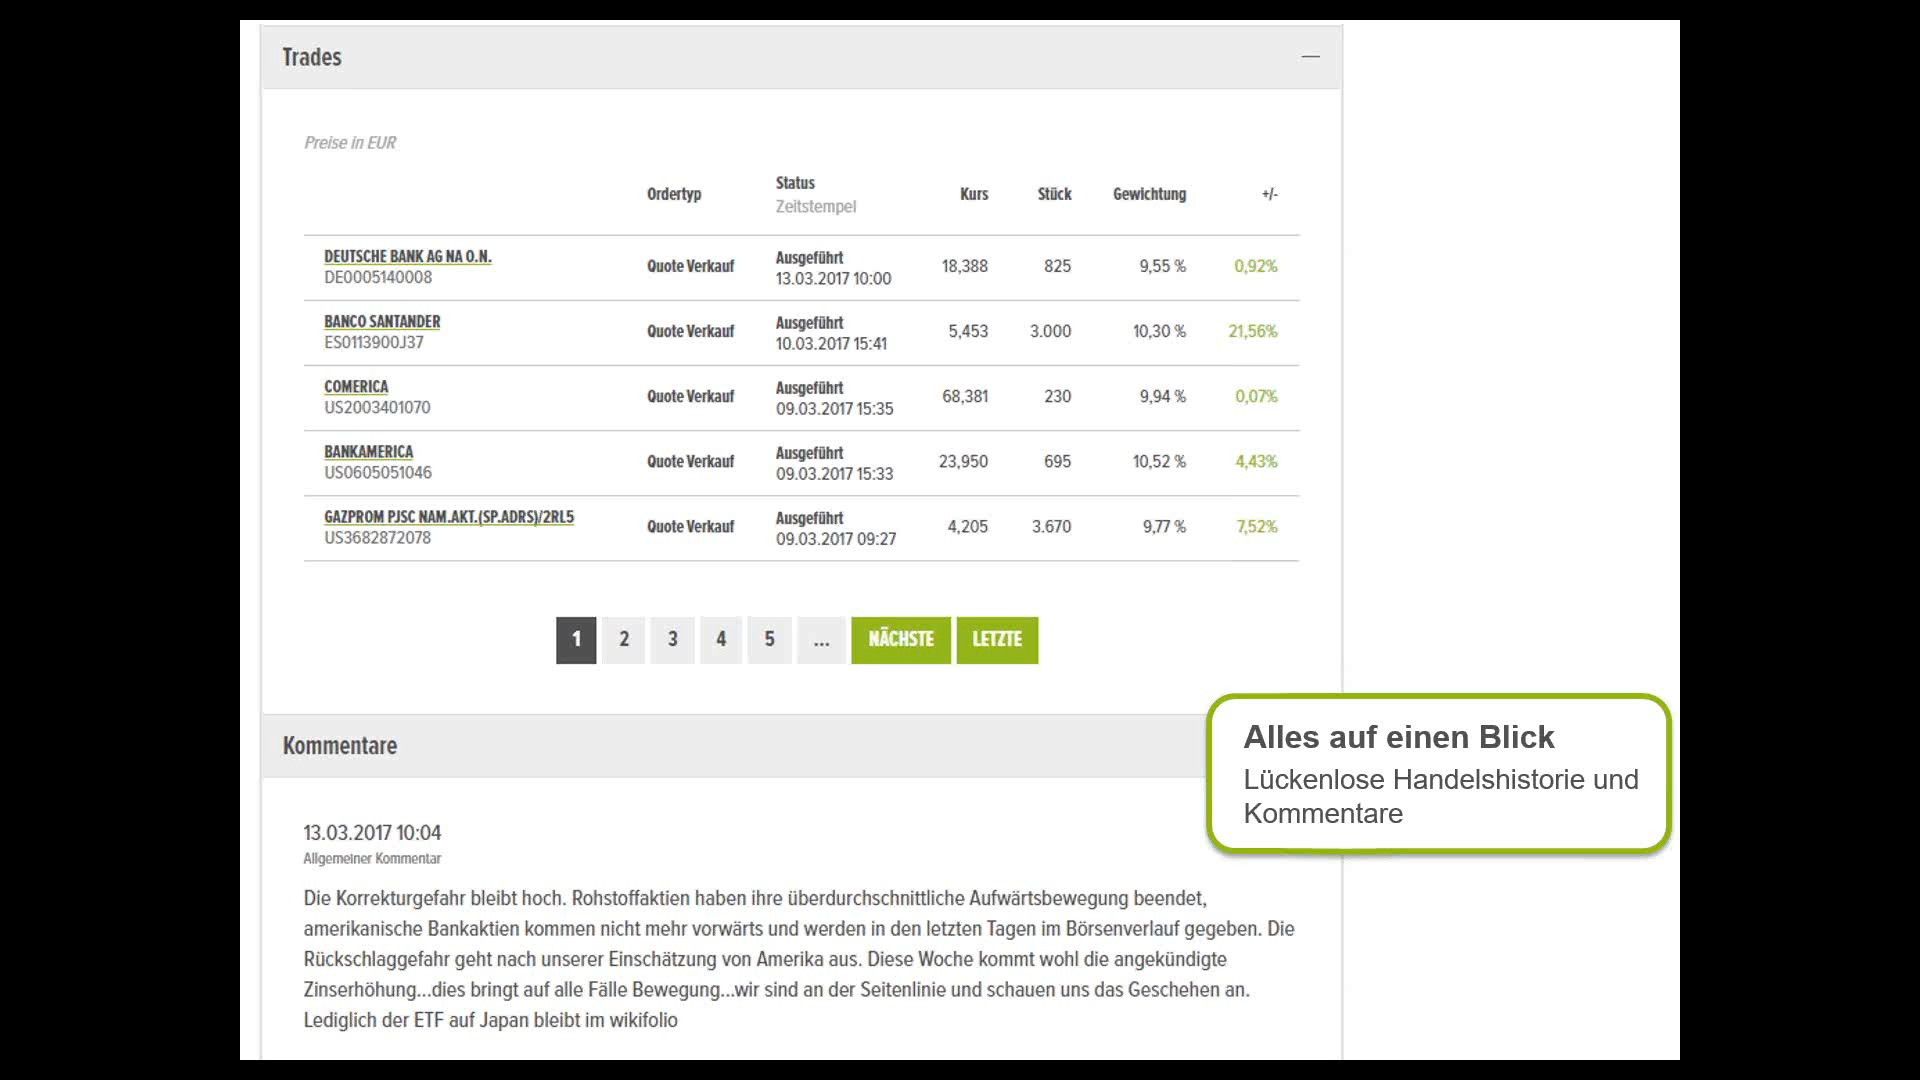 Trades
—
Preise in EUR
Ordertyp Status Kurs Stück Gewichtung +/-
Zeitstempel
DEUTSCHE BANK AG NA O.N. Quote Verkauf Ausgeführt 18,388 825 9,55 % 0,92%
DE0005140008 13.03.2017 10:00
BANCO SANTANDER Quote Verkauf Ausgeführt 5,453 3.000 10,30 % 21,56%
ES0113900J37 10.03.2017 15:41
COMERICA Quote Verkauf Ausgeführt 68,381 230 9,94 % 0,07%
US2003401070 09.03.2017 15:35
BANKAMERICA Quote Verkauf Ausgeführt 23,950 695 10,52 % 4,43%
US0605051046 09.03.2017 15:33
GAZPROM PJSC NAM.AKT.(SP.ADRS)/2RL5 Quote Verkauf Ausgeführt 4,205 3.670 9,77 % 7,52%
US3682872078 09.03.2017 09:27
1 2 3 4 5 ... NÄCHSTE LETZTE
Kommentare
Alles auf einen Blick
Lückenlose Handelshistorie und
Kommentare
13.03.2017 10:04
Allgemeiner Kommentar
Die Korrekturgefahr bleibt hoch. Rohstoffaktien haben ihre überdurchschnittliche Aufwärtsbewegung beendet,
amerikanische Bankaktien kommen nicht mehr vorwärts und werden in den letzten Tagen im Börsenverlauf gegeben. Die
Rückschlaggefahr geht nach unserer Einschätzung von Amerika aus. Diese Woche kommt wohl die angekündigte
Zinserhöhung...dies bringt auf alle Fälle Bewegung...wir sind an der Seitenlinie und schauen uns das Geschehen an.
Lediglich der ETF auf Japan bleibt im wikifolio